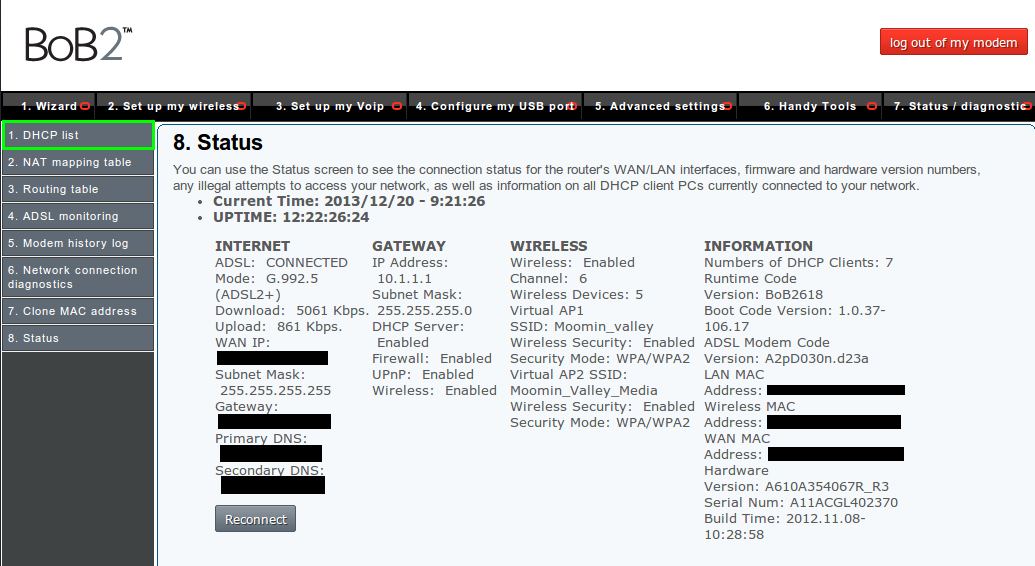 BoB2™
log out of my modem
1. Wizard
2. Set up my wireless
3. Set up my Voip
4. Configure my USB port
5. Advanced settings
6. Handy Tools
7. Status / diagnostic
1. DHCP list
2. NAT mapping table
3. Routing table
4. ADSL monitoring
5. Modem history log
6. Network connection
diagnostics
7. Clone MAC address
8. Status
8. Status
You can use the Status screen to see the connection status for the router's WAN/LAN interfaces, firmware and hardware version numbers,
any illegal attempts to access your network, as well as information on all DHCP client PCs currently connected to your network.
• Current Time: 2013/12/20 - 9:21:26
• UPTIME: 12:22:26:24
INTERNET
ADSL: CONNECTED
Mode: G.992.5
(ADSL2+)
Download: 5061 Kbps.
Upload: 861 Kbps.
WAN IP:
Subnet Mask:
255.255.255.255
Gateway:
Primary DNS:
Secondary DNS:
Reconnect
GATEWAY
IP Address:
10.1.1.1
Subnet Mask:
255.255.255.0
DHCP Server:
Enabled
Firewall: Enabled
UPnP: Enabled
Wireless: Enabled
WIRELESS
Wireless: Enabled
Channel: 6
Wireless Devices: 5
Virtual AP1
SSID: Moomin_valley
Wireless Security: Enabled
Security Mode: WPA/WPA2
Virtual AP2 SSID:
Moomin_Valley_Media
Wireless Security: Enabled
Security Mode: WPA/WPA2
INFORMATION
Numbers of DHCP Clients: 7
Runtime Code
Version: BoB2618
Boot Code Version: 1.0.37-
106.17
ADSL Modem Code
Version: A2pD030n.d23a
LAN MAC
Address:
Wireless MAC
Address:
WAN MAC
Address:
Hardware
Version: A610A354067R_R3
Serial Num: A11ACGL402370
Build Time: 2012.11.08-
10:28:58